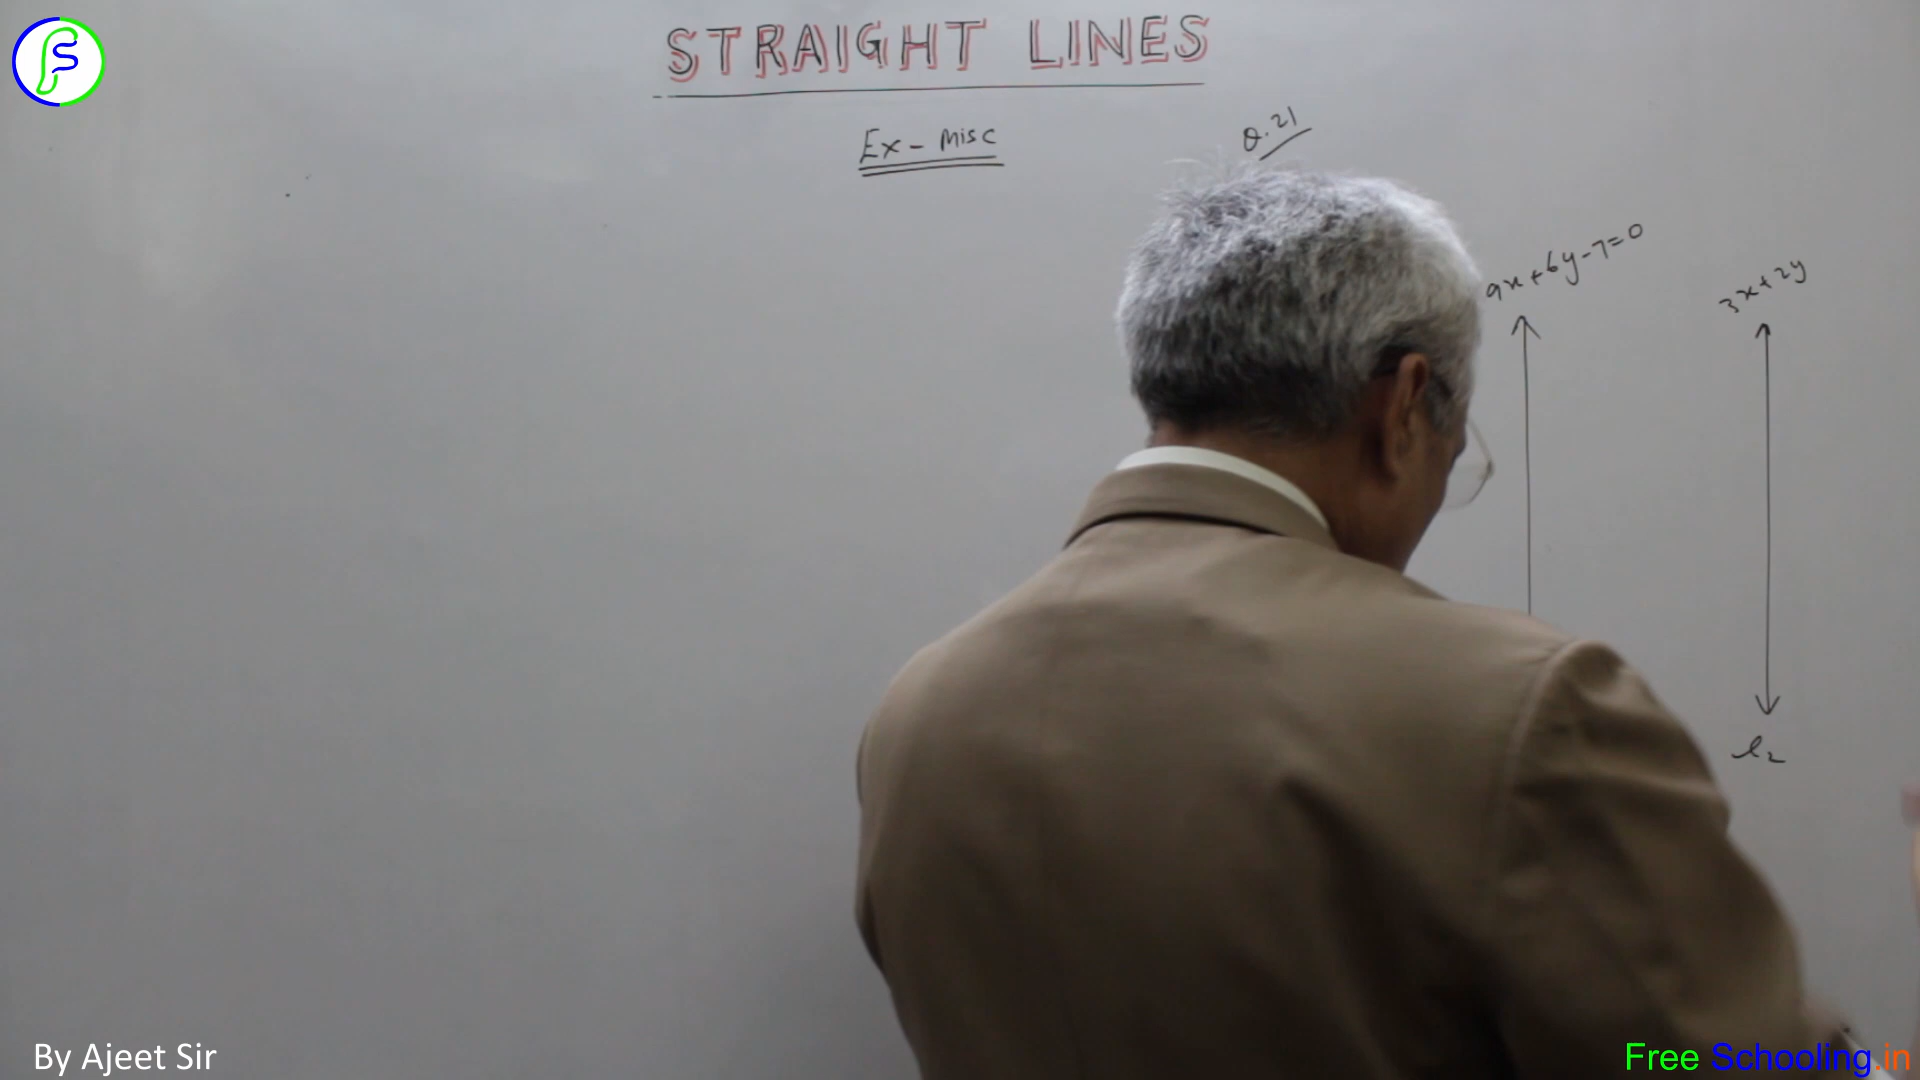 STRAIGHT LINES
Ex - Misc
Q.21
9x + 6y - 7 = 0
3x + 2y
l2
By Ajeet Sir
Free Schooling.in